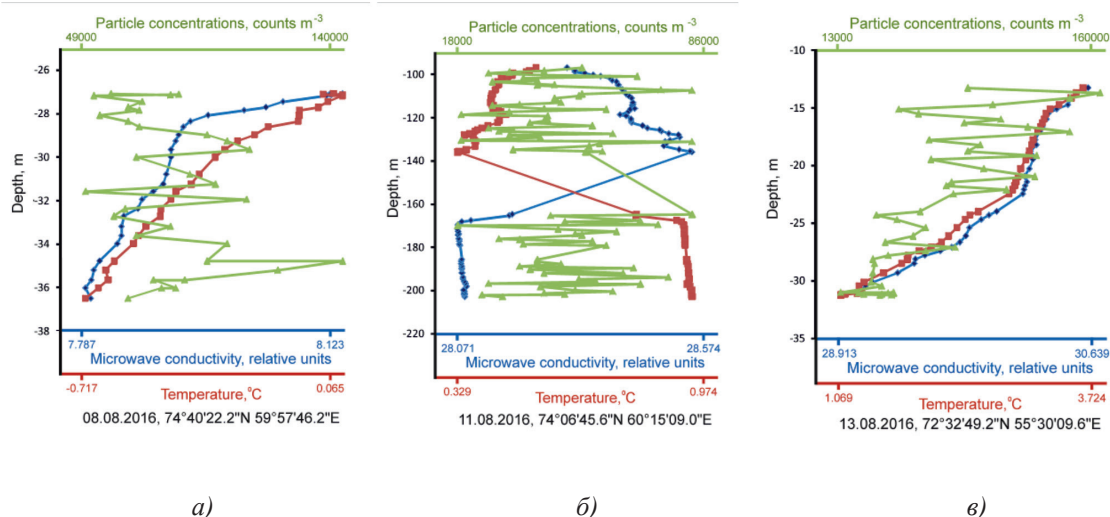 Particle concentrations, counts m⁻³
49000 140000
-26
-28
-30
-32
-34
-36
-38
Depth, m
7.787 8.123
Microwave conductivity, relative units
-0.717 0.065
Temperature,°C
08.08.2016, 74°40'22.2"N 59°57'46.2"E
а)
Particle concentrations, counts m⁻³
18000 86000
-100
-120
-140
-160
-180
-200
-220
Depth, m
28.071 28.574
Microwave conductivity, relative units
0.329 0.974
Temperature,°C
11.08.2016, 74°06'45.6"N 60°15'09.0"E
б)
Particle concentrations, counts m⁻³
13000 160000
-10
-15
-20
-25
-30
-35
Depth, m
28.913 30.639
Microwave conductivity, relative units
1.069 3.724
Temperature,°C
13.08.2016, 72°32'49.2"N 55°30'09.6"E
в)